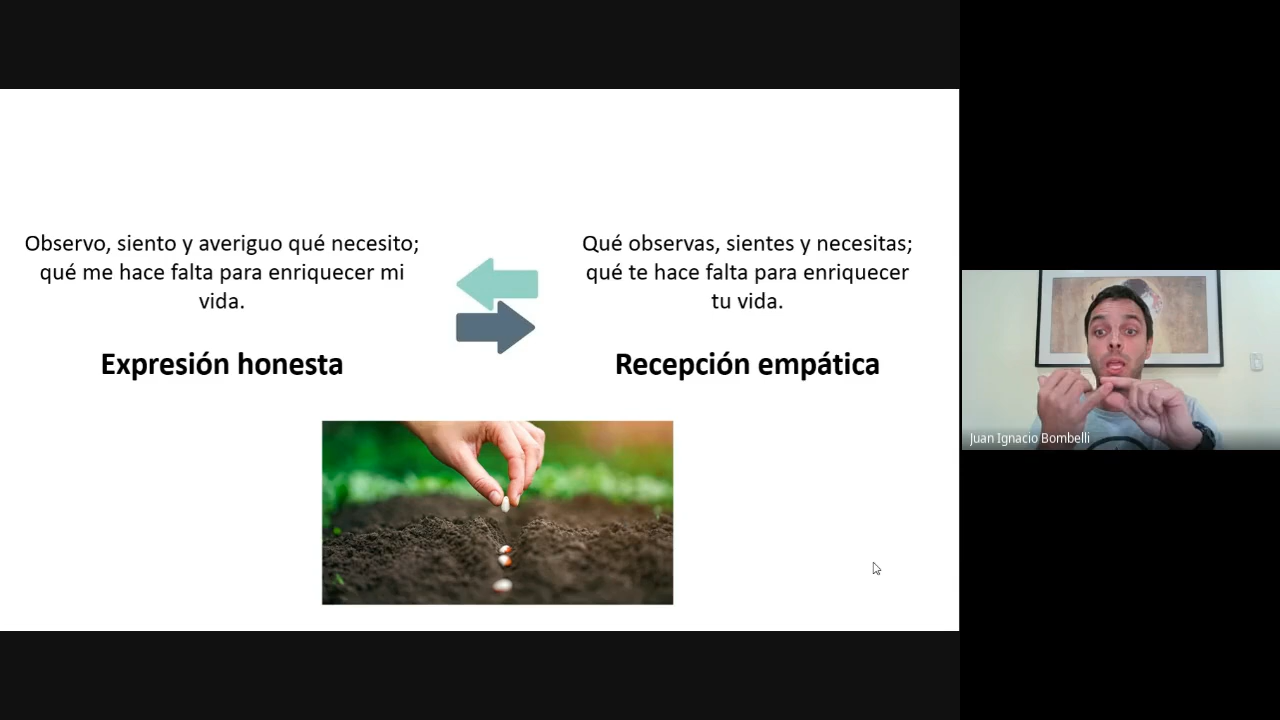 Observo, siento y averiguo qué necesito;
qué me hace falta para enriquecer mi
vida.
Expresión honesta
Qué observas, sientes y necesitas;
qué te hace falta para enriquecer
tu vida.
Recepción empática
Juan Ignacio Bombelli